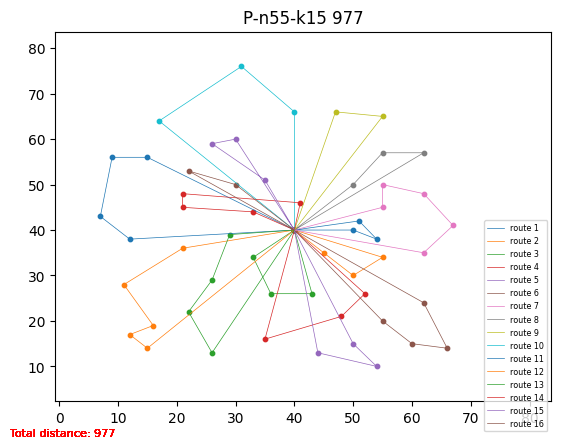 P-n55-k15 977
80
70
60
50
40
30
20
10
0 10 20 30 40 50 60 70 80
route 1
route 2
route 3
route 4
route 5
route 6
route 7
route 8
route 9
route 10
route 11
route 12
route 13
route 14
route 15
route 16
Total distance: 977